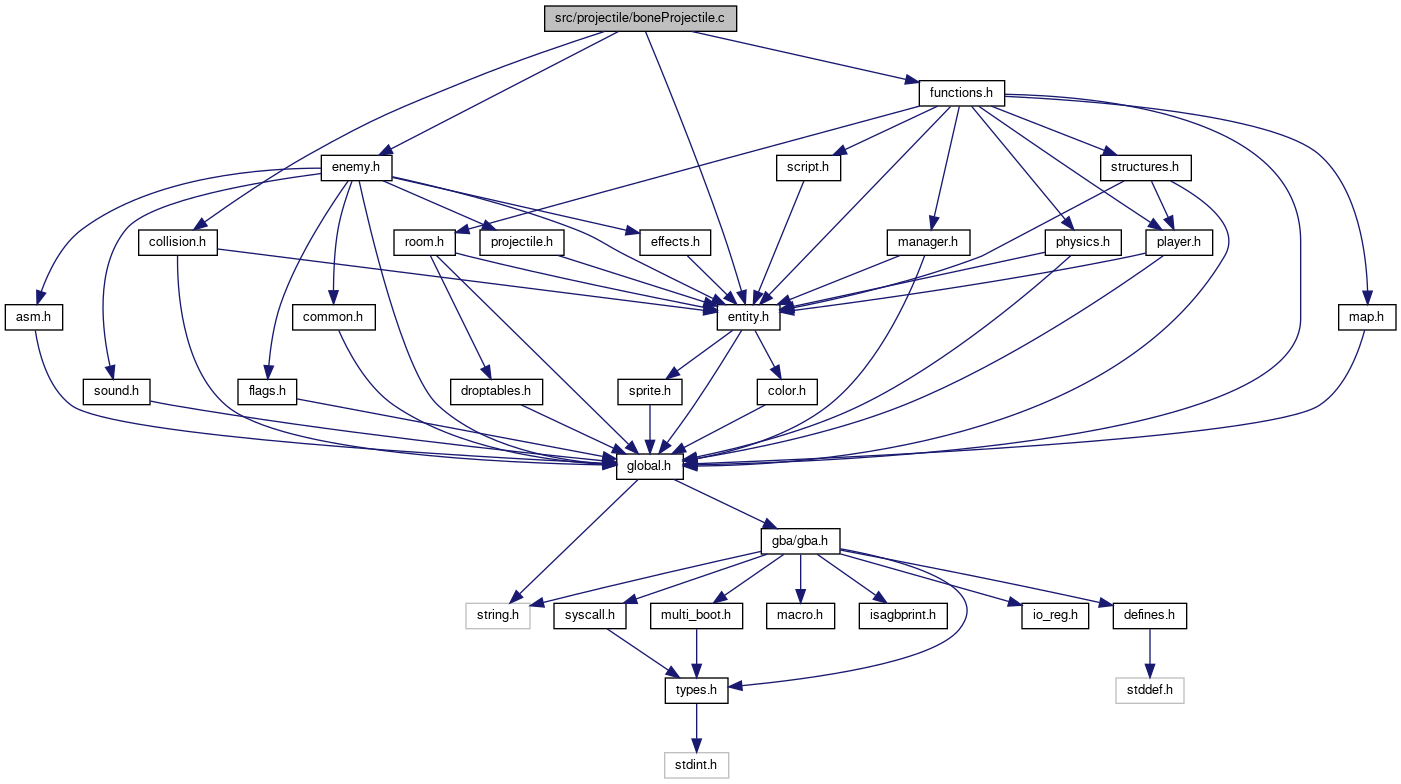 src/projectile/boneProjectile.c
functions.h
enemy.h
script.h
structures.h
collision.h
room.h
projectile.h
effects.h
manager.h
physics.h
player.h
asm.h
common.h
entity.h
map.h
sound.h
flags.h
droptables.h
sprite.h
color.h
global.h
gba/gba.h
string.h
syscall.h
multi_boot.h
macro.h
isagbprint.h
io_reg.h
defines.h
types.h
stddef.h
stdint.h